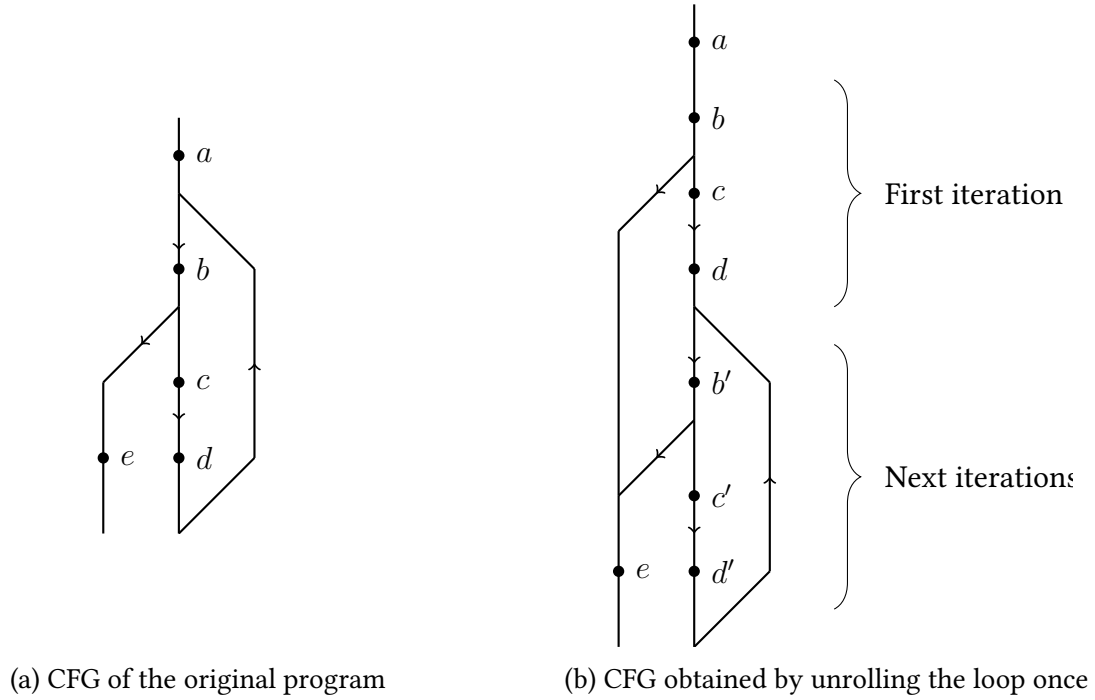 a
b
c
e
d
(a) CFG of the original program
a
b
c
d
First iteration
b′
c′
e
d′
Next iterations
(b) CFG obtained by unrolling the loop once